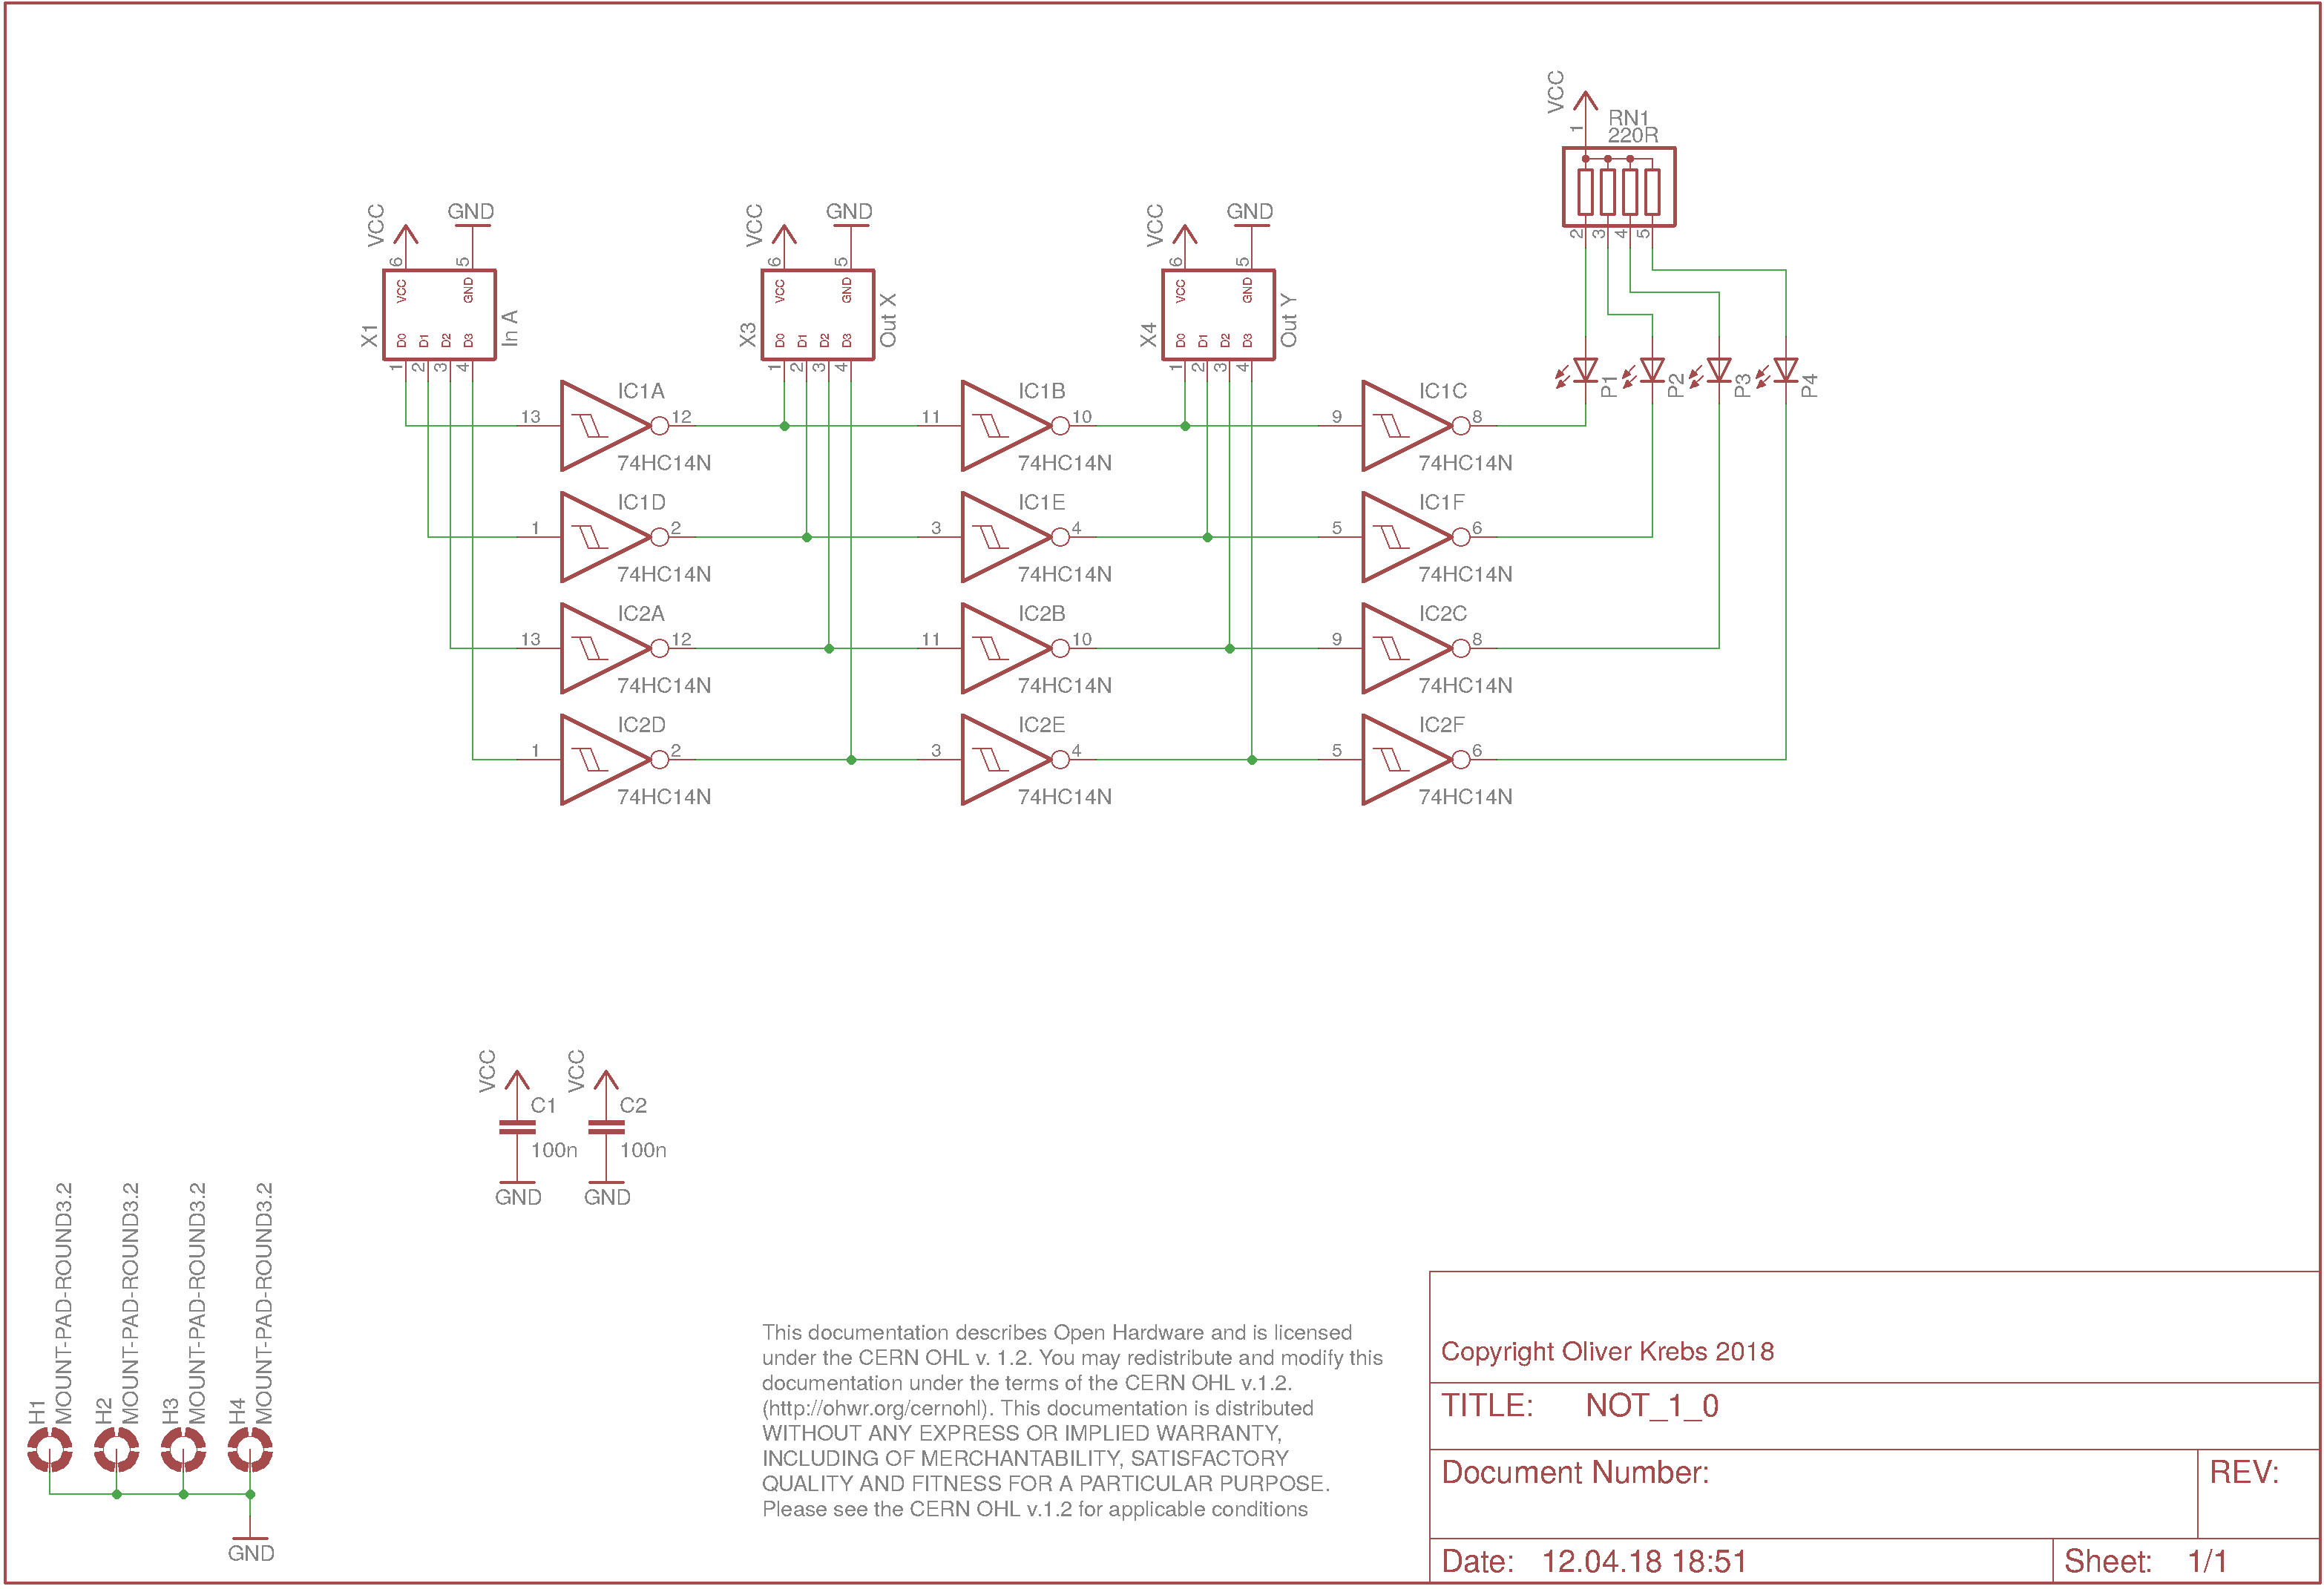 VCC
1
RN1
220R
2 3 4 5
VCC GND
VCC GND
VCC GND
6 5
6 5
6 5
X1 VCC GND In A
D0 D1 D2 D3
1 2 3 4
X3 VCC GND Out X
D0 D1 D2 D3
1 2 3 4
X4 VCC GND Out Y
D0 D1 D2 D3
1 2 3 4
P1 P2 P3 P4
IC1A IC1B IC1C
13 12 11 10 9 8
74HC14N 74HC14N 74HC14N
IC1D IC1E IC1F
1 2 3 4 5 6
74HC14N 74HC14N 74HC14N
IC2A IC2B IC2C
13 12 11 10 9 8
74HC14N 74HC14N 74HC14N
IC2D IC2E IC2F
1 2 3 4 5 6
74HC14N 74HC14N 74HC14N
VCC VCC
C1 C2
100n 100n
GND GND
H1 MOUNT-PAD-ROUND3.2
H2 MOUNT-PAD-ROUND3.2
H3 MOUNT-PAD-ROUND3.2
H4 MOUNT-PAD-ROUND3.2
GND
This documentation describes Open Hardware and is licensed
under the CERN OHL v. 1.2. You may redistribute and modify this
documentation under the terms of the CERN OHL v.1.2.
(http://ohwr.org/cernohl). This documentation is distributed
WITHOUT ANY EXPRESS OR IMPLIED WARRANTY,
INCLUDING OF MERCHANTABILITY, SATISFACTORY
QUALITY AND FITNESS FOR A PARTICULAR PURPOSE.
Please see the CERN OHL v.1.2 for applicable conditions
Copyright Oliver Krebs 2018
TITLE: NOT_1_0
Document Number:
REV:
Date: 12.04.18 18:51
Sheet: 1/1